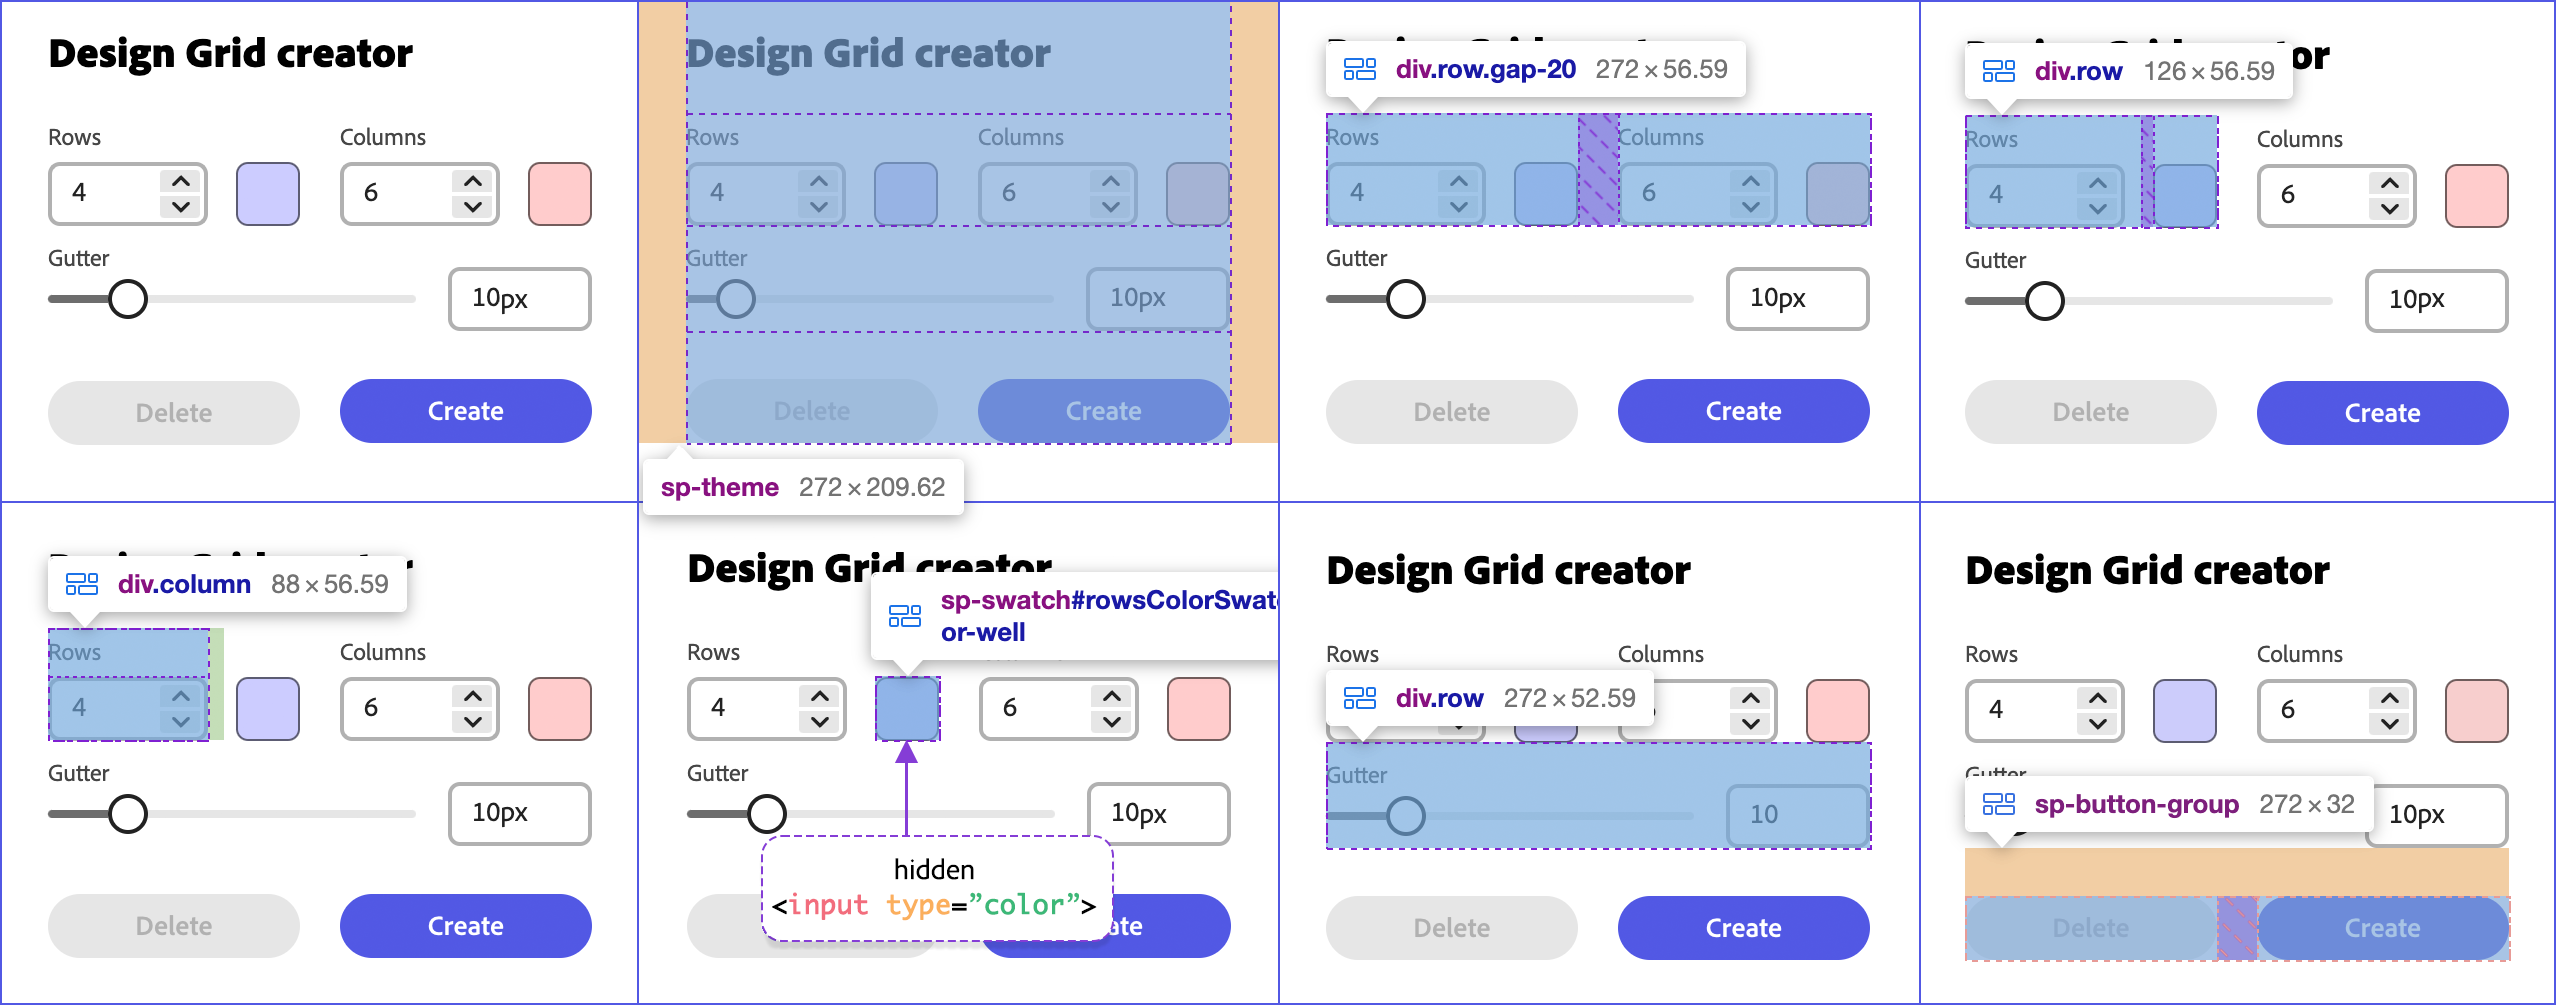 Design Grid creator
Rows Columns
4 6
Gutter
10px
Delete Create
Design Grid creator
Rows Columns
4 6
Gutter
10px
Delete Create
sp-theme 272 × 209.62
div.row.gap-20 272 × 56.59
Rows Columns
4 6
Gutter
10px
Delete Create
div.row 126 × 56.59
Rows Columns
4 6
Gutter
10px
Delete Create
div.column 88 × 56.59
Rows Columns
4 6
Gutter
10px
Delete Create
Design Grid creator
sp-swatch#rowsColorSwat
or-well
Rows
4 6
Gutter
10px
hidden
<input type="color">
Design Grid creator
Rows Columns
div.row 272 × 52.59
Gutter
10
Delete Create
Design Grid creator
Rows Columns
4 6
Gutter
sp-button-group 272 × 32
10px
Delete Create